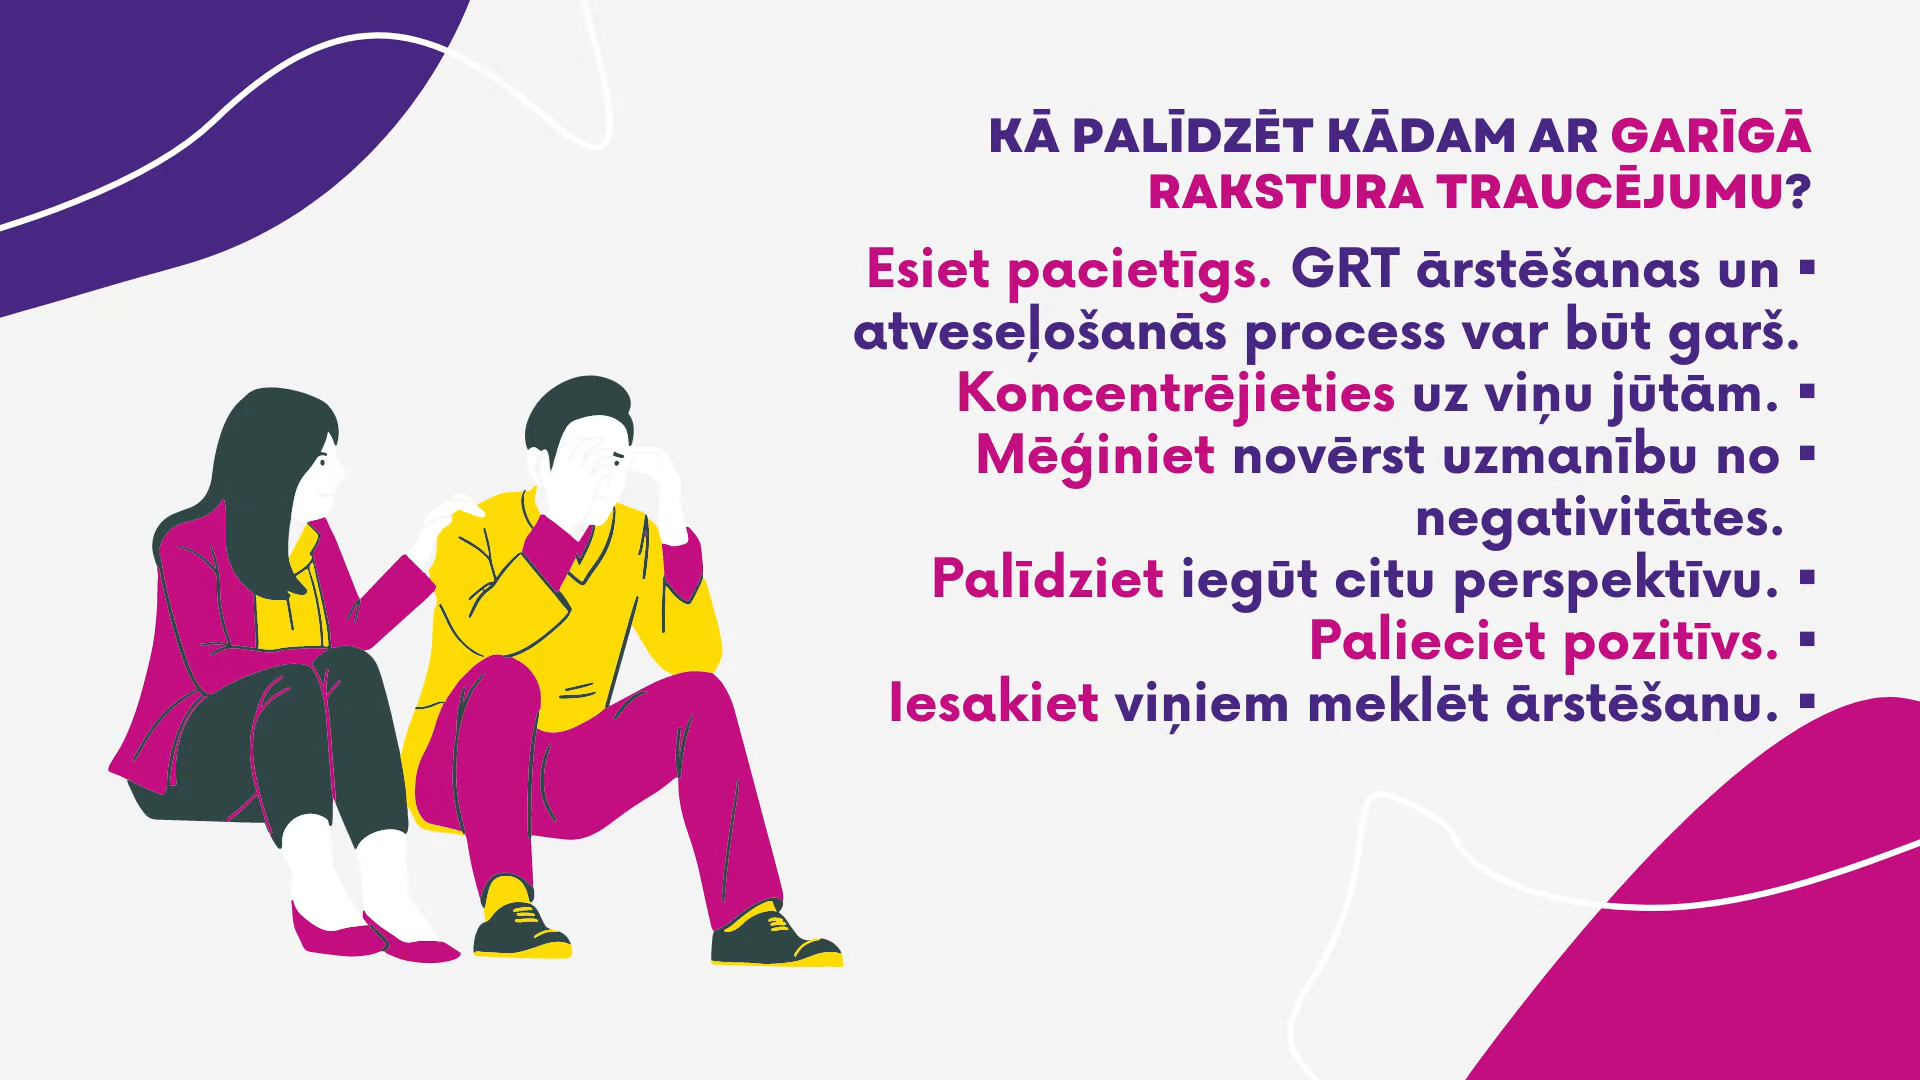 KĀ PALĪDZĒT KĀDAM AR GARĪGĀ
RAKSTURA TRAUCĒJUMU?
Esiet pacietīgs. GRT ārstēšanas un ▪
atveseļošanās process var būt garš.
Koncentrējieties uz viņu jūtām. ▪
Mēģiniet novērst uzmanību no ▪
negativitātes.
Palīdziet iegūt citu perspektīvu. ▪
Palieciet pozitīvs. ▪
Iesakiet viņiem meklēt ārstēšanu. ▪